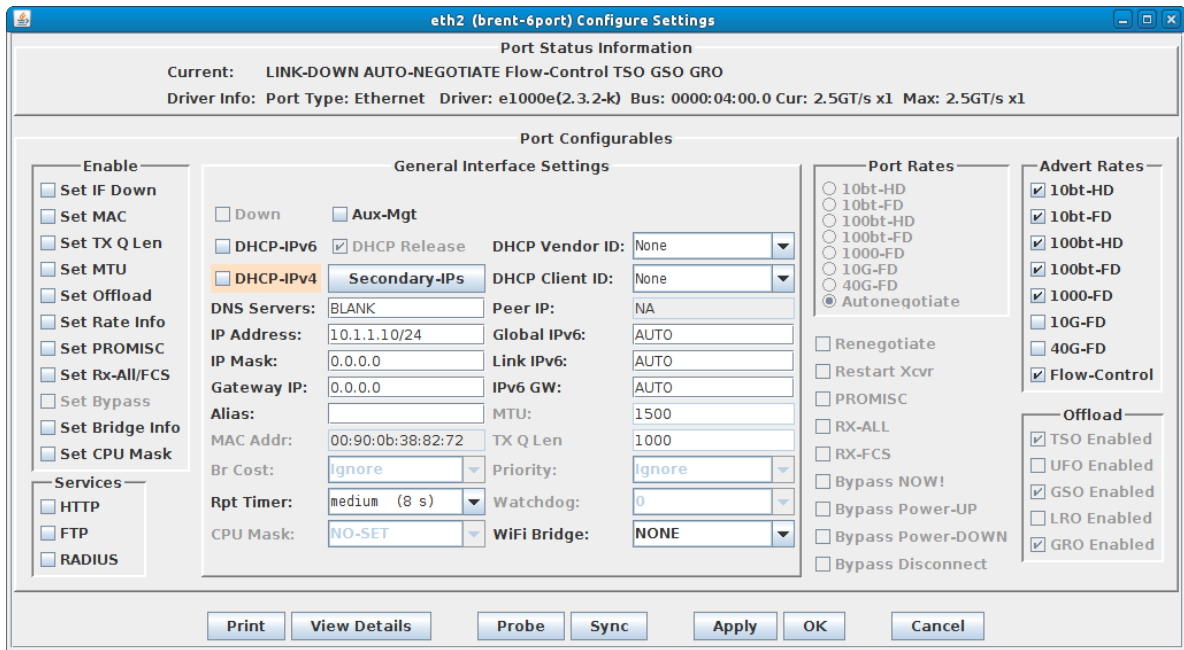 eth2 (brent-6port) Configure Settings
Port Status Information
Current: LINK-DOWN AUTO-NEGOTIATE Flow-Control TSO GSO GRO
Driver Info: Port Type: Ethernet Driver: e1000e(2.3.2-k) Bus: 0000:04:00.0 Cur: 2.5GT/s x1 Max: 2.5GT/s x1
Port Configurables
Enable
Set IF Down
Set MAC
Set TX Q Len
Set MTU
Set Offload
Set Rate Info
Set PROMISC
Set Rx-All/FCS
Set Bypass
Set Bridge Info
Set CPU Mask
Services
HTTP
FTP
RADIUS
General Interface Settings
Down Aux-Mgt
DHCP-IPv6 DHCP Release DHCP Vendor ID: None
DHCP-IPv4 Secondary-IPs DHCP Client ID: None
DNS Servers: BLANK Peer IP: NA
IP Address: 10.1.1.10/24 Global IPv6: AUTO
IP Mask: 0.0.0.0 Link IPv6: AUTO
Gateway IP: 0.0.0.0 IPv6 GW: AUTO
Alias: MTU: 1500
MAC Addr: 00:90:0b:38:82:72 TX Q Len 1000
Br Cost: Ignore Priority: Ignore
Rpt Timer: medium (8 s) Watchdog: 0
CPU Mask: NO-SET WiFi Bridge: NONE
Port Rates
10bt-HD
10bt-FD
100bt-HD
100bt-FD
1000-FD
10G-FD
40G-FD
Autonegotiate
Renegotiate
Restart Xcvr
PROMISC
RX-ALL
RX-FCS
Bypass NOW!
Bypass Power-UP
Bypass Power-DOWN
Bypass Disconnect
Advert Rates
10bt-HD
10bt-FD
100bt-HD
100bt-FD
1000-FD
10G-FD
40G-FD
Flow-Control
Offload
TSO Enabled
UFO Enabled
GSO Enabled
LRO Enabled
GRO Enabled
Print View Details Probe Sync Apply OK Cancel